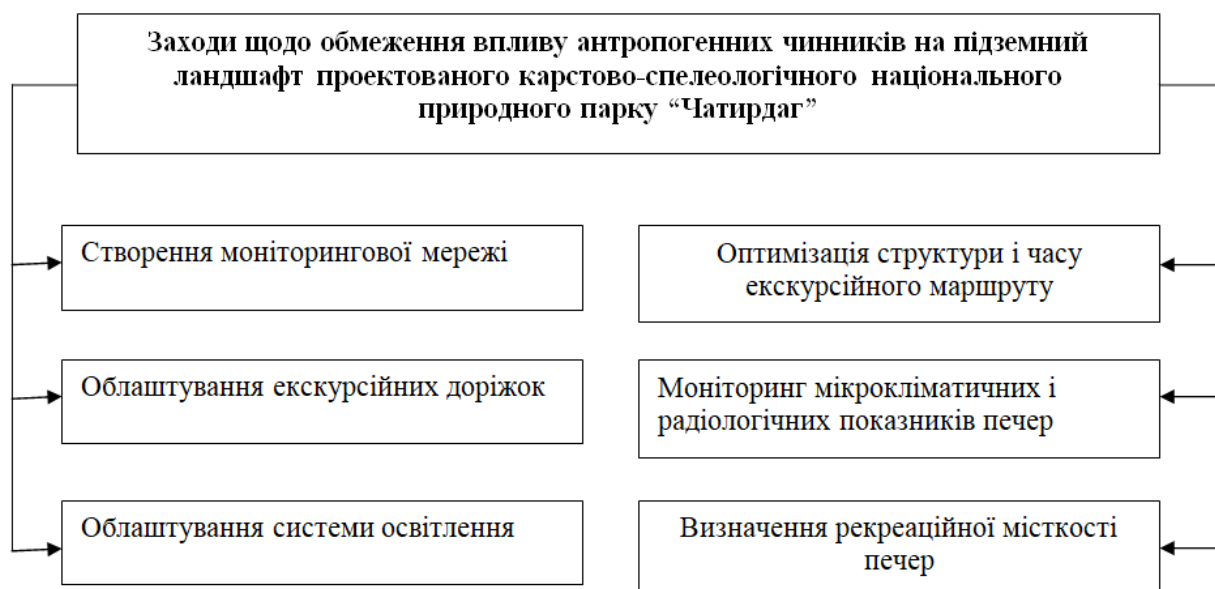 Заходи щодо обмеження впливу антропогенних чинників на підземний
ландшафт проектованого карстово-спелеологічного національного
природного парку “Чатирдаг”
Створення моніторингової мережі
Оптимізація структури і часу
екскурсійного маршруту
Облаштування екскурсійних доріжок
Моніторинг мікрокліматичних і
радіологічних показників печер
Облаштування системи освітлення
Визначення рекреаційної місткості
печер